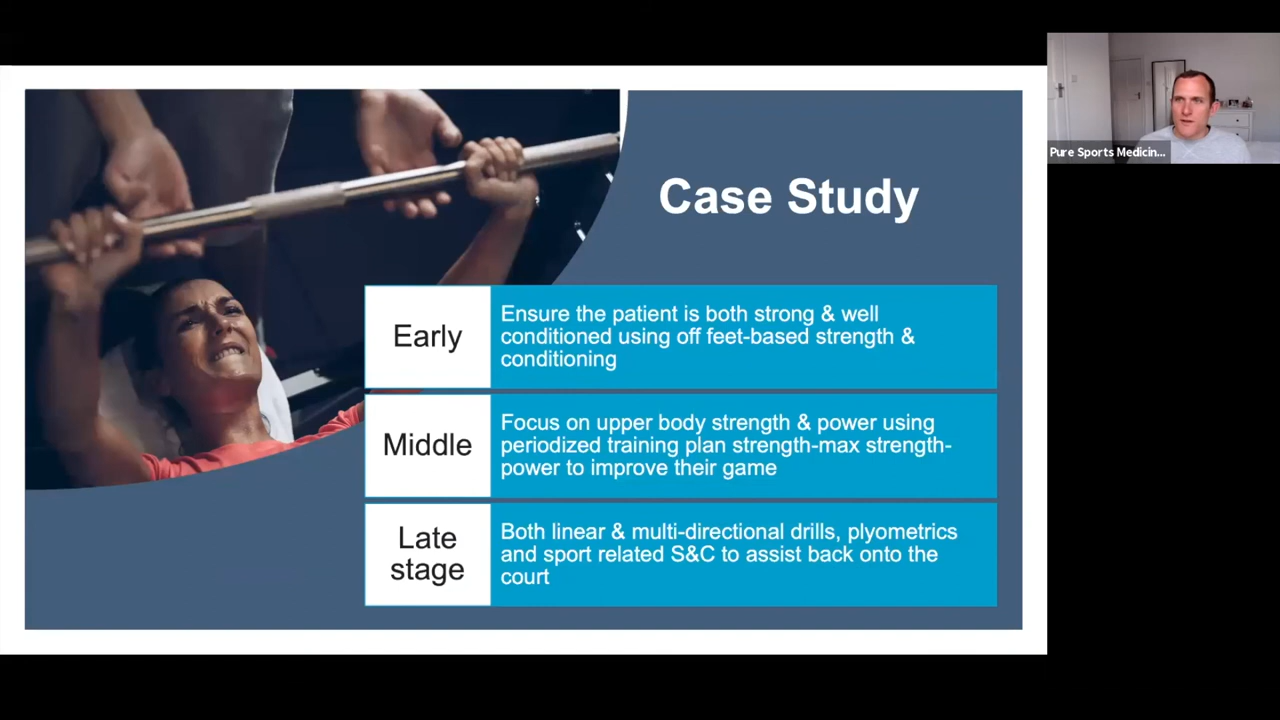 Case Study
Early
Ensure the patient is both strong & well
conditioned using off feet-based strength &
conditioning
Middle
Focus on upper body strength & power using
periodized training plan strength-max strength-
power to improve their game
Late
stage
Both linear & multi-directional drills, plyometrics
and sport related S&C to assist back onto the
court
Pure Sports Medicin...